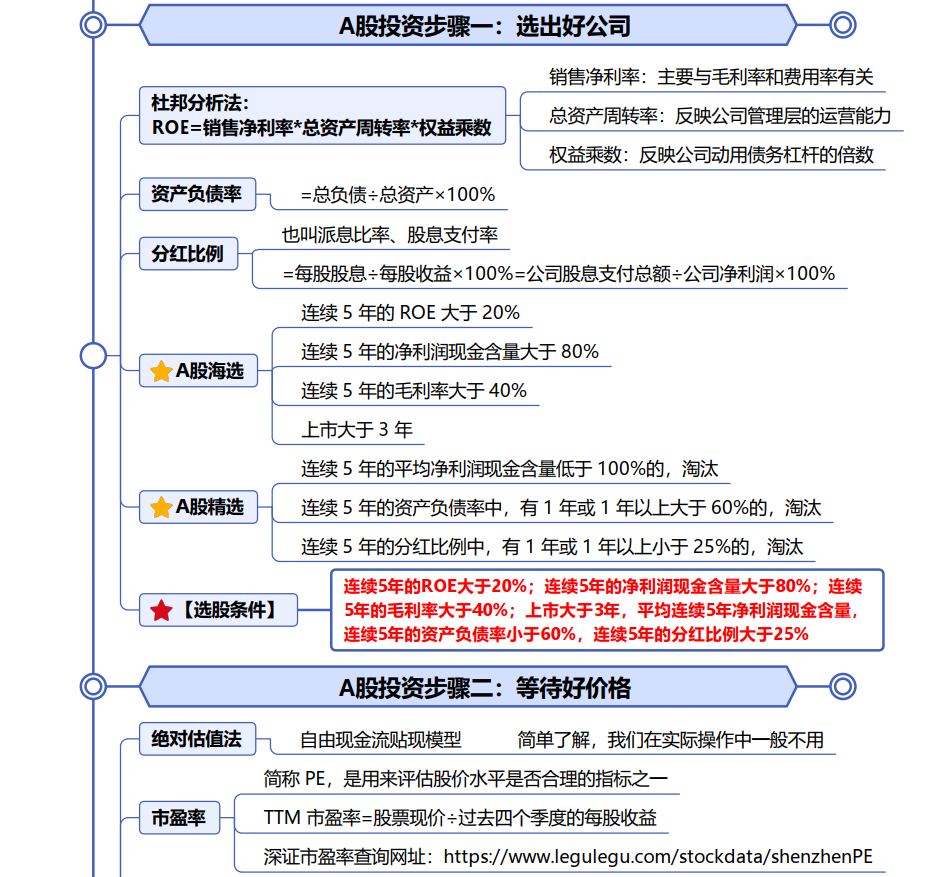 A股投资步骤一：选出好公司
杜邦分析法：
ROE=销售净利率*总资产周转率*权益乘数
销售净利率：主要与毛利率和费用率有关
总资产周转率：反映公司管理层的运营能力
权益乘数：反映公司动用债务杠杆的倍数
资产负债率
=总负债÷总资产×100%
分红比例
也叫派息比率、股息支付率
=每股股息÷每股收益×100%=公司股息支付总额÷公司净利润×100%
A股海选
连续 5 年的 ROE 大于 20%
连续 5 年的净利润现金含量大于 80%
连续 5 年的毛利率大于 40%
上市大于 3 年
A股精选
连续 5 年的平均净利润现金含量低于 100%的，淘汰
连续 5 年的资产负债率中，有 1 年或 1 年以上大于 60%的，淘汰
连续 5 年的分红比例中，有 1 年或 1 年以上小于 25%的，淘汰
【选股条件】
连续5年的ROE大于20%；连续5年的净利润现金含量大于80%；连续
5年的毛利率大于40%；上市大于3年，平均连续5年净利润现金含量，
连续5年的资产负债率小于60%，连续5年的分红比例大于25%
A股投资步骤二：等待好价格
绝对估值法
自由现金流贴现模型 简单了解，我们在实际操作中一般不用
市盈率
简称 PE，是用来评估股价水平是否合理的指标之一
TTM 市盈率=股票现价÷过去四个季度的每股收益
深证市盈率查询网址：https://www.legulegu.com/stockdata/shenzhenPE